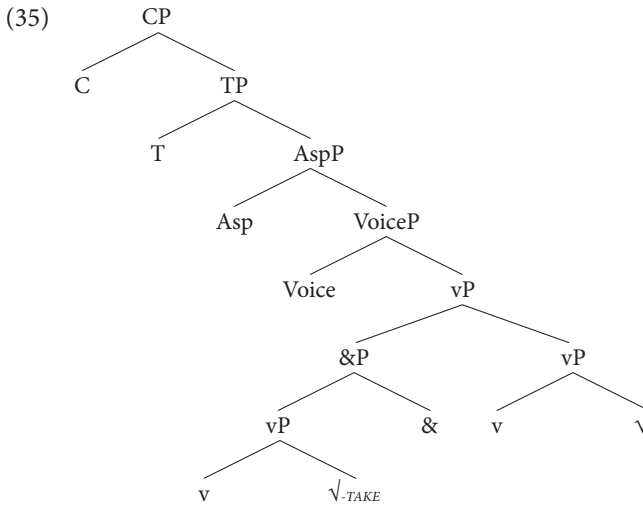 (35) CP
C TP
T AspP
Asp VoiceP
Voice vP
&P vP
vP & v √
v √-TAKE